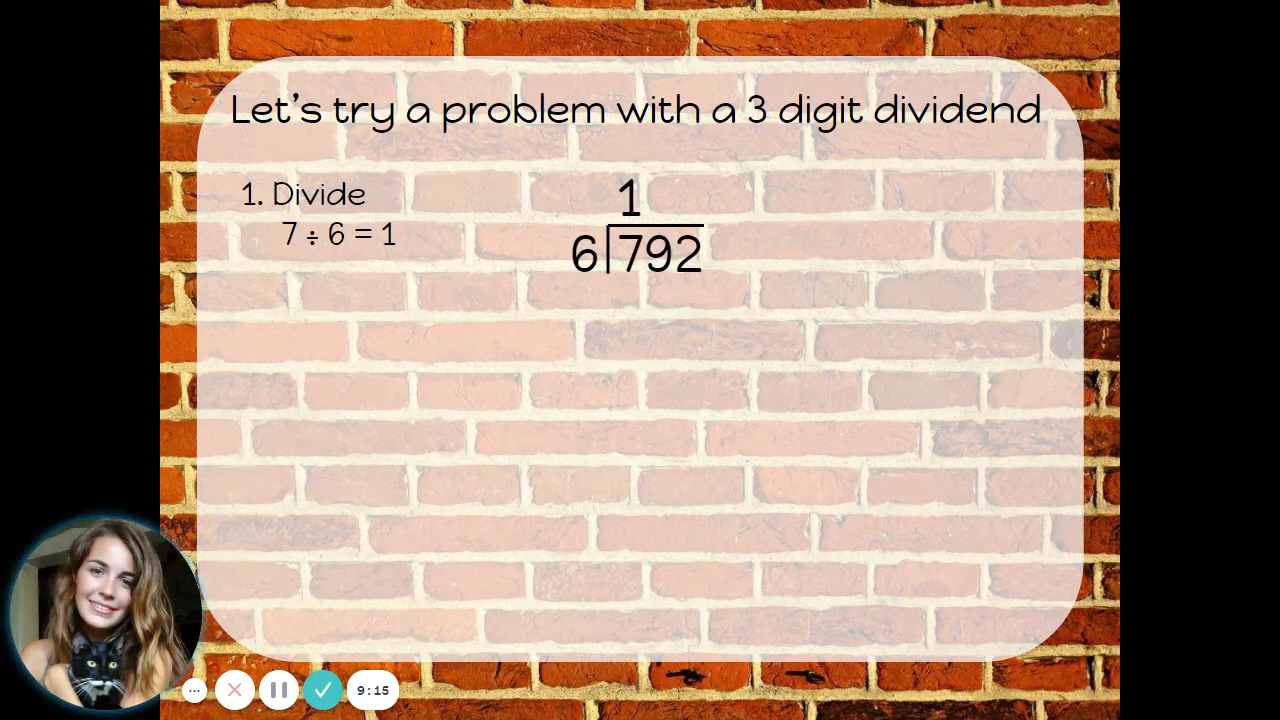 Let's try a problem with a 3 digit dividend
1. Divide
7 ÷ 6 = 1
1
6 792
9:15